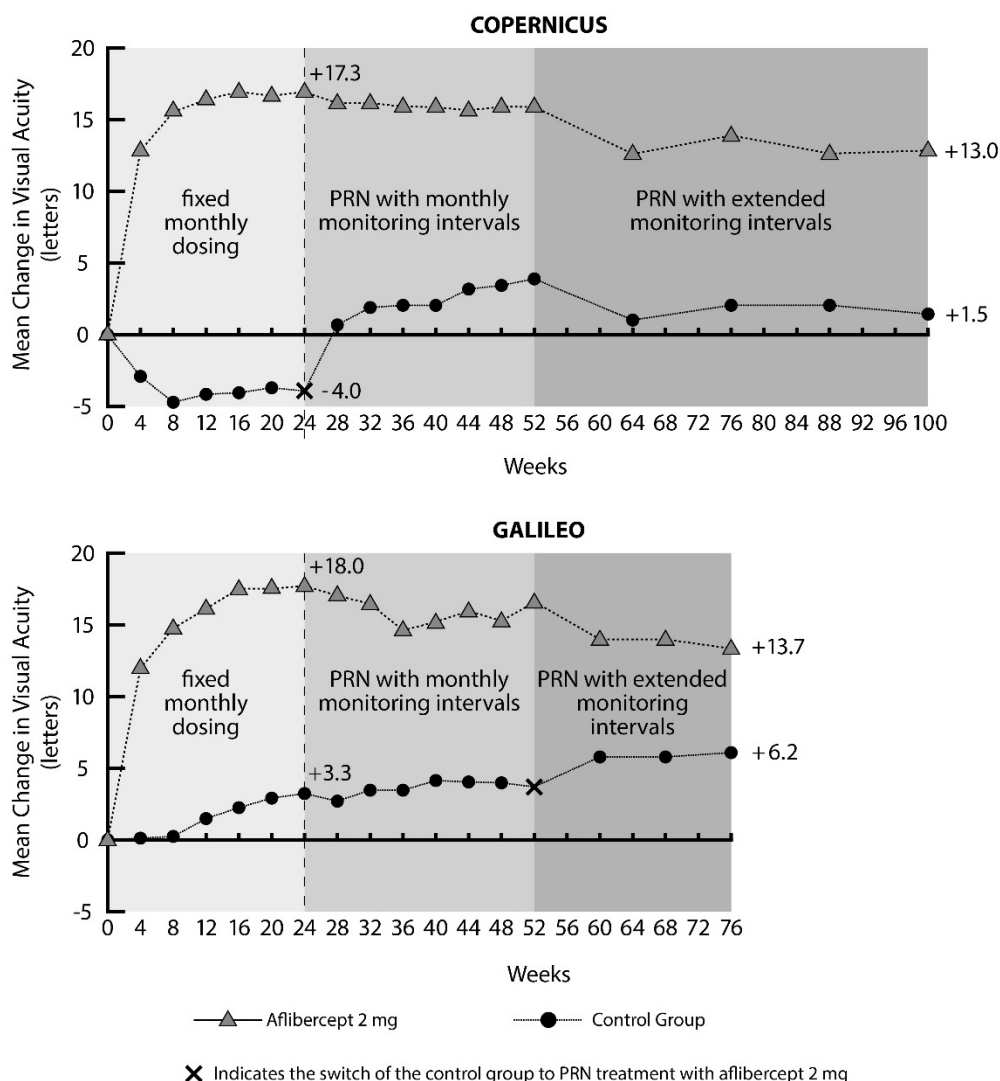 COPERNICUS
Mean Change in Visual Acuity
(letters)
20
15
10
5
0
-5
+17.3
fixed
monthly
dosing
PRN with monthly
monitoring intervals
PRN with extended
monitoring intervals
+13.0
+1.5
-4.0
0 4 8 12 16 20 24 28 32 36 40 44 48 52 56 60 64 68 72 76 80 84 88 92 96 100
Weeks
GALILEO
Mean Change in Visual Acuity
(letters)
20
15
10
5
0
-5
+18.0
fixed
monthly
dosing
PRN with monthly
monitoring intervals
PRN with extended
monitoring
intervals
+13.7
+3.3
+6.2
0 4 8 12 16 20 24 28 32 36 40 44 48 52 56 60 64 68 72 76
Weeks
Aflibercept 2 mg
Control Group
Indicates the switch of the control group to PRN treatment with aflibercept 2 mg